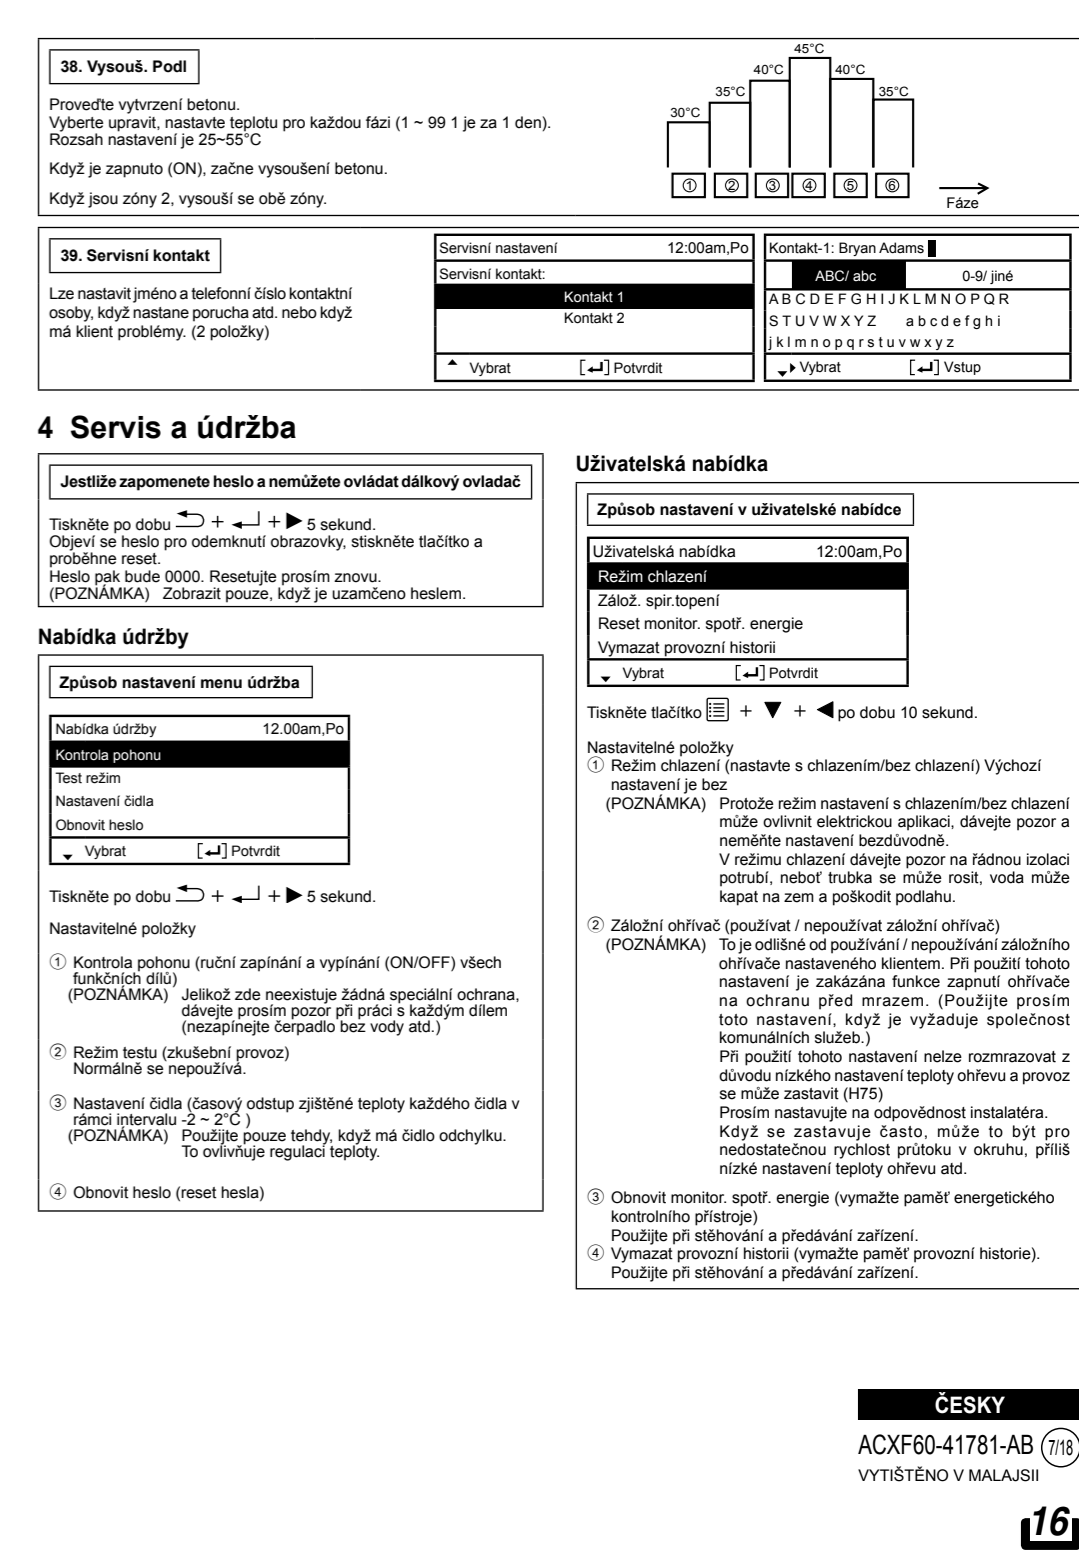 38. Vysouš. Podl
Proveďte vytvrzení betonu.
Vyberte upravit, nastavte teplotu pro každou fázi (1 ~ 99 1 je za 1 den).
Rozsah nastavení je 25~55°C
Když je zapnuto (ON), začne vysoušení betonu.
Když jsou zóny 2, vysouší se obě zóny.
30°C
35°C
40°C
45°C
40°C
35°C
① ② ③ ④ ⑤ ⑥
Fáze
39. Servisní kontakt
Lze nastavit jméno a telefonní číslo kontaktní
osoby, když nastane porucha atd. nebo když
má klient problémy. (2 položky)
Servisní nastavení 12:00am,Po
Servisní kontakt:
Kontakt 1
Kontakt 2
Vybrat [↵] Potvrdit
Kontakt-1: Bryan Adams
ABC/ abc 0-9/ jiné
A B C D E F G H I J K L M N O P Q R
S T U V W X Y Z a b c d e f g h i
j k l m n o p q r s t u v w x y z
Vybrat [↵] Vstup
4 Servis a údržba
Jestliže zapomenete heslo a nemůžete ovládat dálkový ovladač
Tiskněte po dobu ⮌ + ↵ + ▶ 5 sekund.
Objeví se heslo pro odemknutí obrazovky, stiskněte tlačítko a
proběhne reset.
Heslo pak bude 0000. Resetujte prosím znovu.
(POZNÁMKA) Zobrazit pouze, když je uzamčeno heslem.
Nabídka údržby
Způsob nastavení menu údržba
Nabídka údržby 12.00am,Po
Kontrola pohonu
Test režim
Nastavení čidla
Obnovit heslo
Vybrat [↵] Potvrdit
Tiskněte po dobu ⮌ + ↵ + ▶ 5 sekund.
Nastavitelné položky
① Kontrola pohonu (ruční zapínání a vypínání (ON/OFF) všech
funkčních dílů)
(POZNÁMKA) Jelikož zde neexistuje žádná speciální ochrana,
dávejte prosím pozor při práci s každým dílem
(nezapínejte čerpadlo bez vody atd.)
② Režim testu (zkušební provoz)
Normálně se nepoužívá.
③ Nastavení čidla (časový odstup zjištěné teploty každého čidla v
rámci intervalu -2 ~ 2°C )
(POZNÁMKA) Použijte pouze tehdy, když má čidlo odchylku.
To ovlivňuje regulaci teploty.
④ Obnovit heslo (reset hesla)
Uživatelská nabídka
Způsob nastavení v uživatelské nabídce
Uživatelská nabídka 12:00am,Po
Režim chlazení
Zálož. spir.topení
Reset monitor. spotř. energie
Vymazat provozní historii
Vybrat [↵] Potvrdit
Tiskněte tlačítko + ▼ + ◀ po dobu 10 sekund.
Nastavitelné položky
① Režim chlazení (nastavte s chlazením/bez chlazení) Výchozí
nastavení je bez
(POZNÁMKA) Protože režim nastavení s chlazením/bez chlazení
může ovlivnit elektrickou aplikaci, dávejte pozor a
neměňte nastavení bezdůvodně.
V režimu chlazení dávejte pozor na řádnou izolaci
potrubí, neboť trubka se může rosit, voda může
kapat na zem a poškodit podlahu.
② Záložní ohřívač (používat / nepoužívat záložní ohřívač)
(POZNÁMKA) To je odlišné od používání / nepoužívání záložního
ohřívače nastaveného klientem. Při použití tohoto
nastavení je zakázána funkce zapnutí ohřívače
na ochranu před mrazem. (Použijte prosím
toto nastavení, když je vyžaduje společnost
komunálních služeb.)
Při použití tohoto nastavení nelze rozmrazovat z
důvodu nízkého nastavení teploty ohřevu a provoz
se může zastavit (H75)
Prosím nastavujte na odpovědnost instalatéra.
Když se zastavuje často, může to být pro
nedostatečnou rychlost průtoku v okruhu, příliš
nízké nastavení teploty ohřevu atd.
③ Obnovit monitor. spotř. energie (vymažte paměť energetického
kontrolního přístroje)
Použijte při stěhování a předávání zařízení.
④ Vymazat provozní historii (vymažte paměť provozní historie).
Použijte při stěhování a předávání zařízení.
ČESKY
ACXF60-41781-AB 7/18
VYTIŠTĚNO V MALAJSII
16